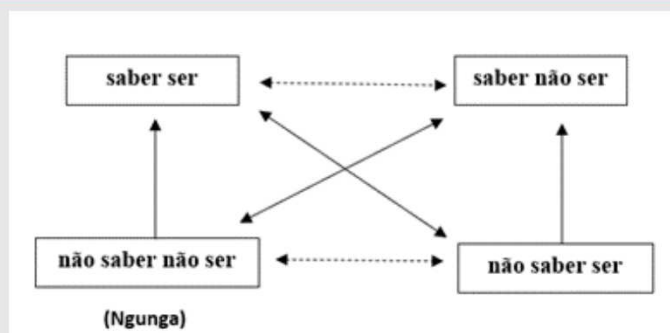 saber ser
saber não ser
não saber não ser
não saber ser
(Ngunga)